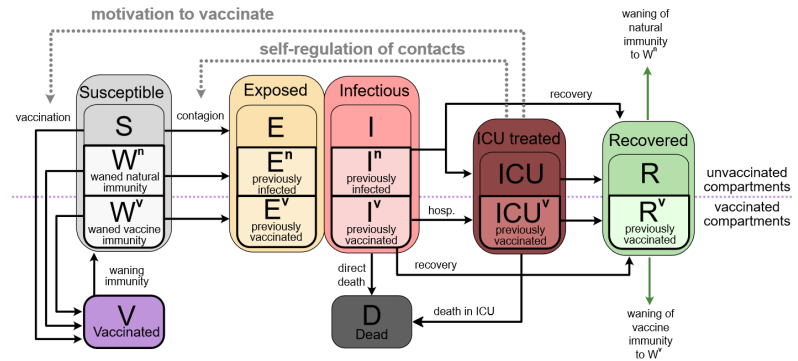 motivation to vaccinate
self-regulation of contacts
waning of
natural
immunity
to Wⁿ
vaccination
Susceptible
contagion
Exposed
Infectious
recovery
ICU treated
Recovered
S
E
I
ICU
R
Wⁿ
waned natural
immunity
Eⁿ
previously
infected
Iⁿ
previously
infected
unvaccinated
compartments
vaccinated
compartments
Wᵛ
waned vaccine
immunity
Eᵛ
previously
vaccinated
Iᵛ
previously
vaccinated
hosp.
ICUᵛ
previously
vaccinated
Rᵛ
previously
vaccinated
waning
immunity
direct
death
recovery
V
Vaccinated
D
Dead
death in ICU
waning of
vaccine
immunity
to Wᵛ